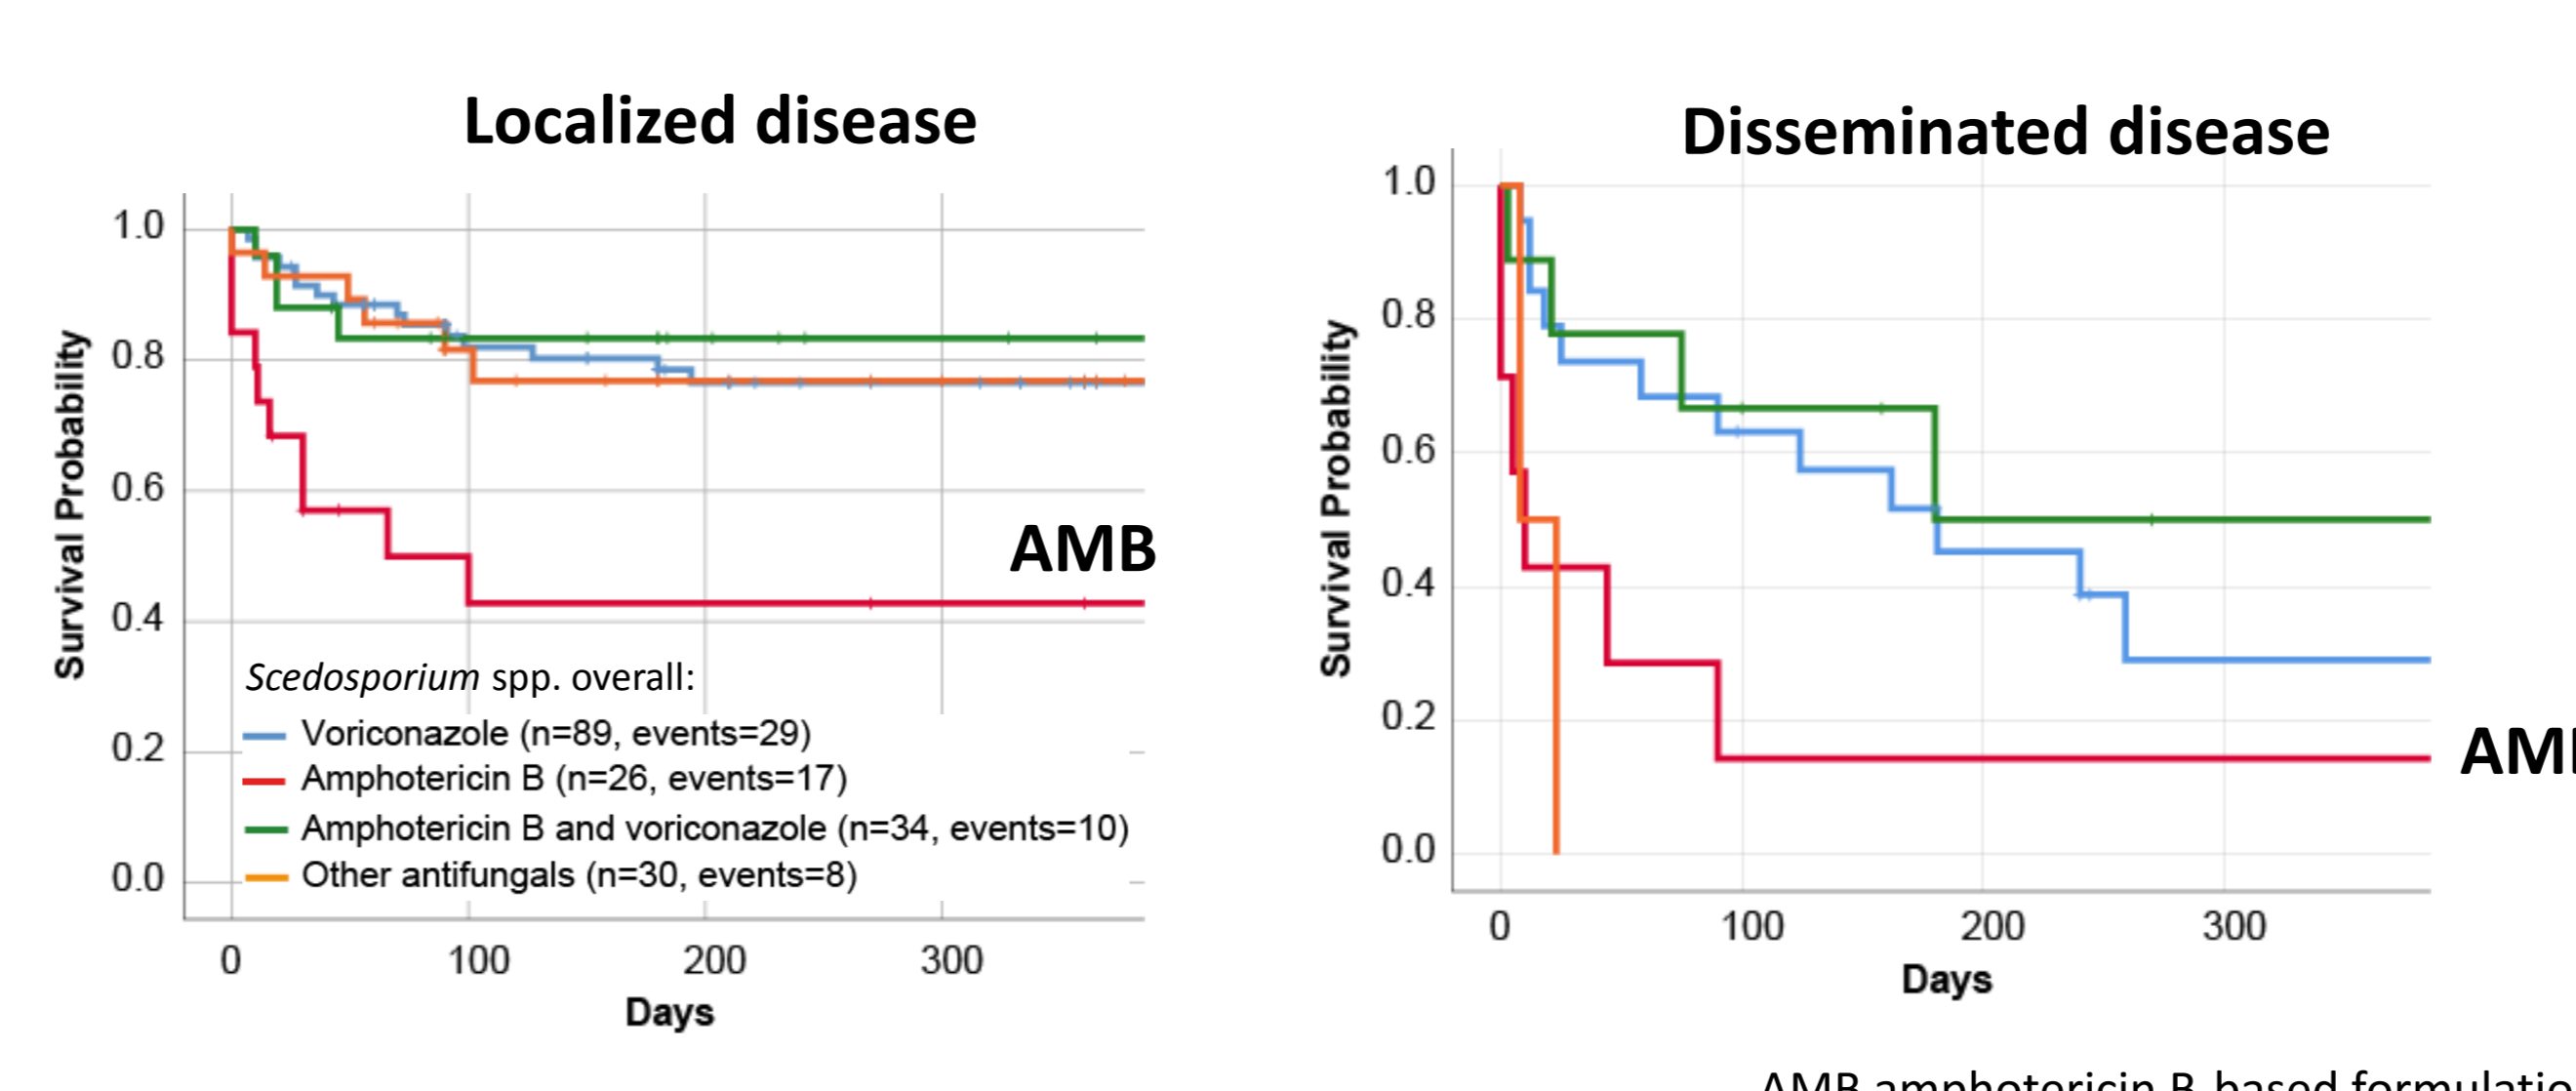 Localized disease
1.0
0.8
0.6
0.4
0.2
0.0
Survival Probability
AMB
Scedosporium spp. overall:
Voriconazole (n=89, events=29)
Amphotericin B (n=26, events=17)
Amphotericin B and voriconazole (n=34, events=10)
Other antifungals (n=30, events=8)
0 100 200 300
Days
Disseminated disease
1.0
0.8
0.6
0.4
0.2
0.0
Survival Probability
0 100 200 300
Days
AMB amphotericin B-based